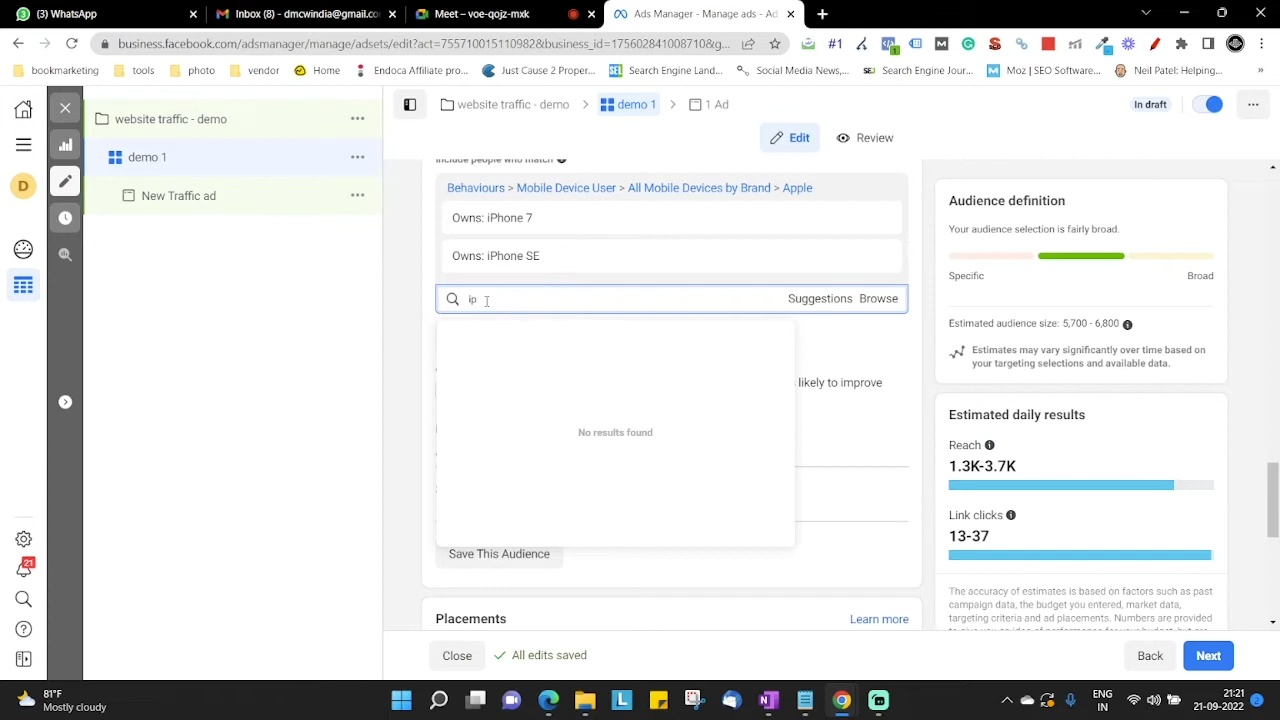 Inbox (8) - dmcwindia@gmail.co
Meet – voe-qojz-mxk
Ads Manager - Manage ads - Ad
business.facebook.com/adsmanager/manage/adsets/edit?act=755710015110982&business_id=175602841008710&g...
#1
bookmarketing
tools
photo
vendor
Home
Endoca Affiliate pro...
Just Cause 2 Proper...
Search Engine Land...
Social Media News,...
Search Engine Jour...
Moz | SEO Software...
Neil Patel: Helping...
»
website traffic - demo
demo 1
New Traffic ad
D
21
website traffic - demo > demo 1 > 1 Ad
In draft
Edit
Review
Include people who match
Behaviours > Mobile Device User > All Mobile Devices by Brand > Apple
Owns: iPhone 7
Owns: iPhone SE
ip
Suggestions Browse
likely to improve
No results found
Save This Audience
Placements
Learn more
Audience definition
Your audience selection is fairly broad.
Specific
Broad
Estimated audience size: 5,700 - 6,800
Estimates may vary significantly over time based on
your targeting selections and available data.
Estimated daily results
Reach
1.3K-3.7K
Link clicks
13-37
The accuracy of estimates is based on factors such as past
campaign data, the budget you entered, market data,
targeting criteria and ad placements. Numbers are provided
Close
All edits saved
Back
Next
81°F
Mostly cloudy
ENG
IN
21:21
21-09-2022
2